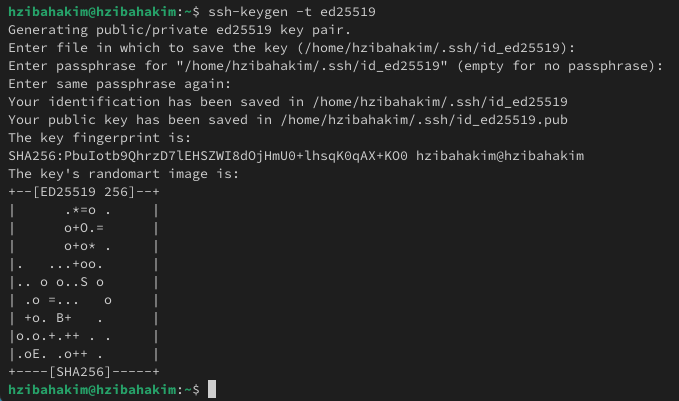 hzibahakim@hzibahakim:~$ ssh-keygen -t ed25519
Generating public/private ed25519 key pair.
Enter file in which to save the key (/home/hzibahakim/.ssh/id_ed25519):
Enter passphrase for "/home/hzibahakim/.ssh/id_ed25519" (empty for no passphrase):
Enter same passphrase again:
Your identification has been saved in /home/hzibahakim/.ssh/id_ed25519
Your public key has been saved in /home/hzibahakim/.ssh/id_ed25519.pub
The key fingerprint is:
SHA256:PbuIotb9QhrzD7lEHSZWI8dOjHmU0+lhsqK0qAX+KO0 hzibahakim@hzibahakim
The key's randomart image is:
+--[ED25519 256]--+
|      .*=o .     |
|      o+O.=      |
|      o+o* .     |
|.   ...+oo.      |
|.. o o..S o      |
| .o =...   o     |
| +o. B+   .      |
|o.o.+.++ . .     |
|.oE. .o++ .      |
+----[SHA256]-----+
hzibahakim@hzibahakim:~$